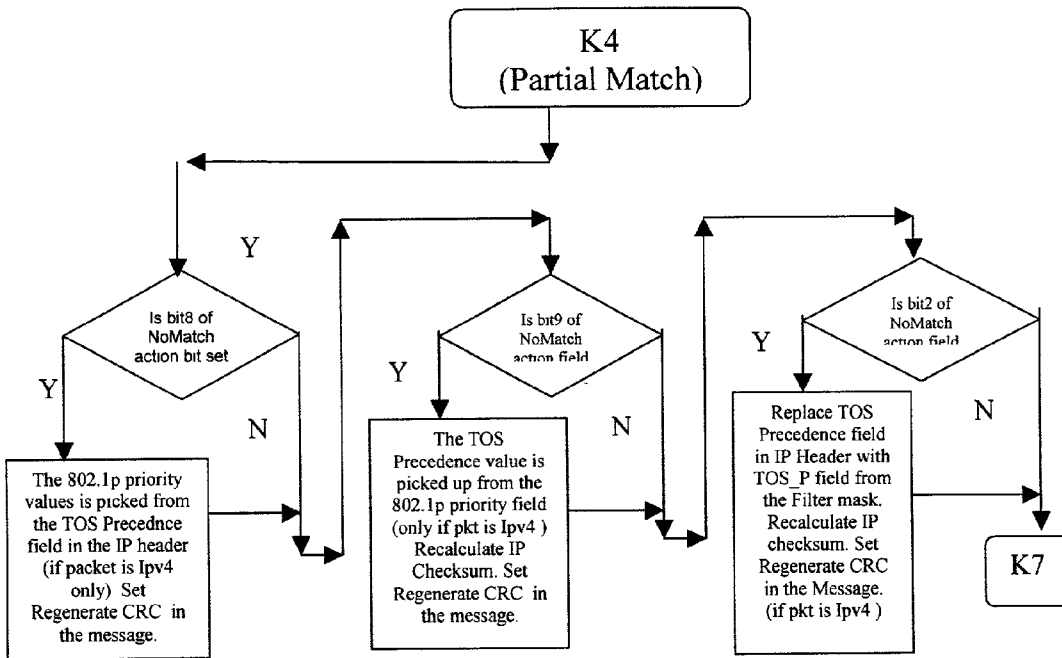 K4
(Partial Match)
Y
Is bit8 of
NoMatch
action bit set
Y
N
The 802.1p priority
values is picked from
the TOS Precednce
field in the IP header
(if packet is Ipv4
only) Set
Regenerate CRC in
the message.
Is bit9 of
NoMatch
action field
Y
N
The TOS
Precedence value is
picked up from the
802.1p priority field
(only if pkt is Ipv4 )
Recalculate IP
Checksum. Set
Regenerate CRC in
the message.
Is bit2 of
NoMatch
action field
Y
N
Replace TOS
Precedence field
in IP Header with
TOS_P field from
the Filter mask.
Recalculate IP
checksum. Set
Regenerate CRC
in the Message.
(if pkt is Ipv4 )
K7